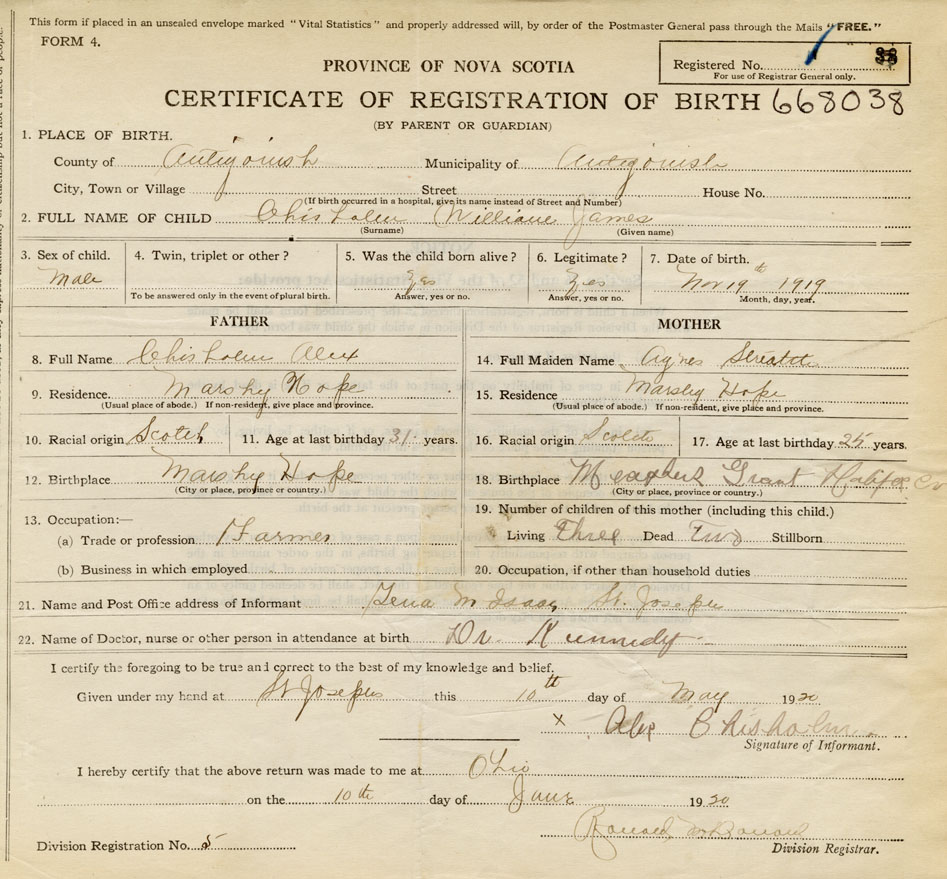 This form if placed in an unsealed envelope marked "Vital Statistics" and properly addressed will, by order of the Postmaster General pass through the Mails "FREE."
FORM 4.
Registered No.
For use of Registrar General only.
PROVINCE OF NOVA SCOTIA
CERTIFICATE OF REGISTRATION OF BIRTH 668038
(BY PARENT OR GUARDIAN)
1. PLACE OF BIRTH.
County of Antigonish Municipality of Antigonish
City, Town or Village Street House No.
(If birth occurred in a hospital, give its name instead of Street and Number)
2. FULL NAME OF CHILD Chisholm William James
(Surname) (Given name)
3. Sex of child. 4. Twin, triplet or other? 5. Was the child born alive? 6. Legitimate? 7. Date of birth.
Male Yes Yes Nov 19th 1919
To be answered only in the event of plural birth. Answer, yes or no. Answer, yes or no. Month, day, year.
FATHER MOTHER
8. Full Name Chisholm Alex 14. Full Maiden Name Agnes
9. Residence. Marshy Hope 15. Residence Marshy Hope
(Usual place of abode.) If non-resident, give place and province. (Usual place of abode.) If non-resident, give place and province.
10. Racial origin Scotch 11. Age at last birthday 31 years. 16. Racial origin Scotch 17. Age at last birthday 25 years.
12. Birthplace Marshy Hope 18. Birthplace Grant Halifax Co
(City or place, province or country.) (City or place, province or country.)
13. Occupation:— 19. Number of children of this mother (including this child.)
(a) Trade or profession Farmer Living Three Dead Two Stillborn
(b) Business in which employed 20. Occupation, if other than household duties
21. Name and Post Office address of Informant Tena McIsaac St. Josephs
22. Name of Doctor, nurse or other person in attendance at birth Dr. Kennedy
I certify the foregoing to be true and correct to the best of my knowledge and belief.
Given under my hand at St Josephs this 10th day of May 1920
x Alex Chisholm
Signature of Informant.
I hereby certify that the above return was made to me at Ohio
on the 10th day of June 1920
Ronald McDonald
Division Registration No. 5 Division Registrar.